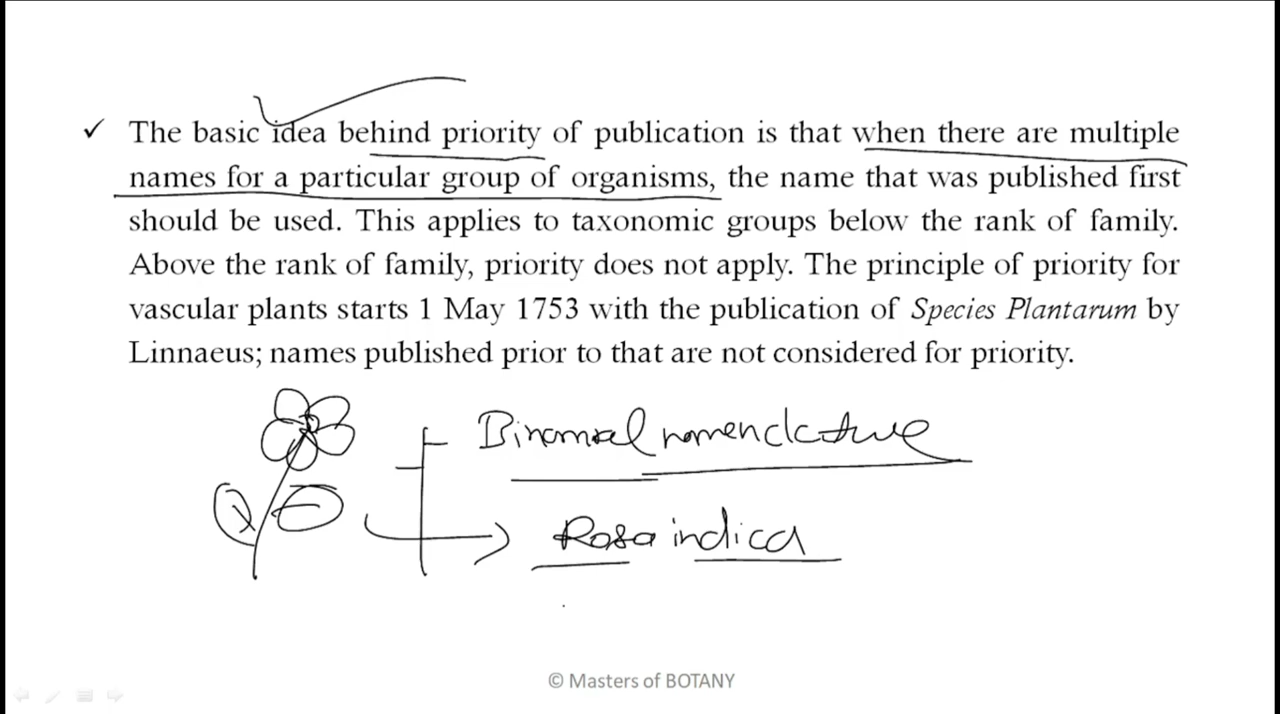 ✓ The basic idea behind priority of publication is that when there are multiple
names for a particular group of organisms, the name that was published first
should be used. This applies to taxonomic groups below the rank of family.
Above the rank of family, priority does not apply. The principle of priority for
vascular plants starts 1 May 1753 with the publication of Species Plantarum by
Linnaeus; names published prior to that are not considered for priority.
Binomial nomenclature
Rosa indica
© Masters of BOTANY